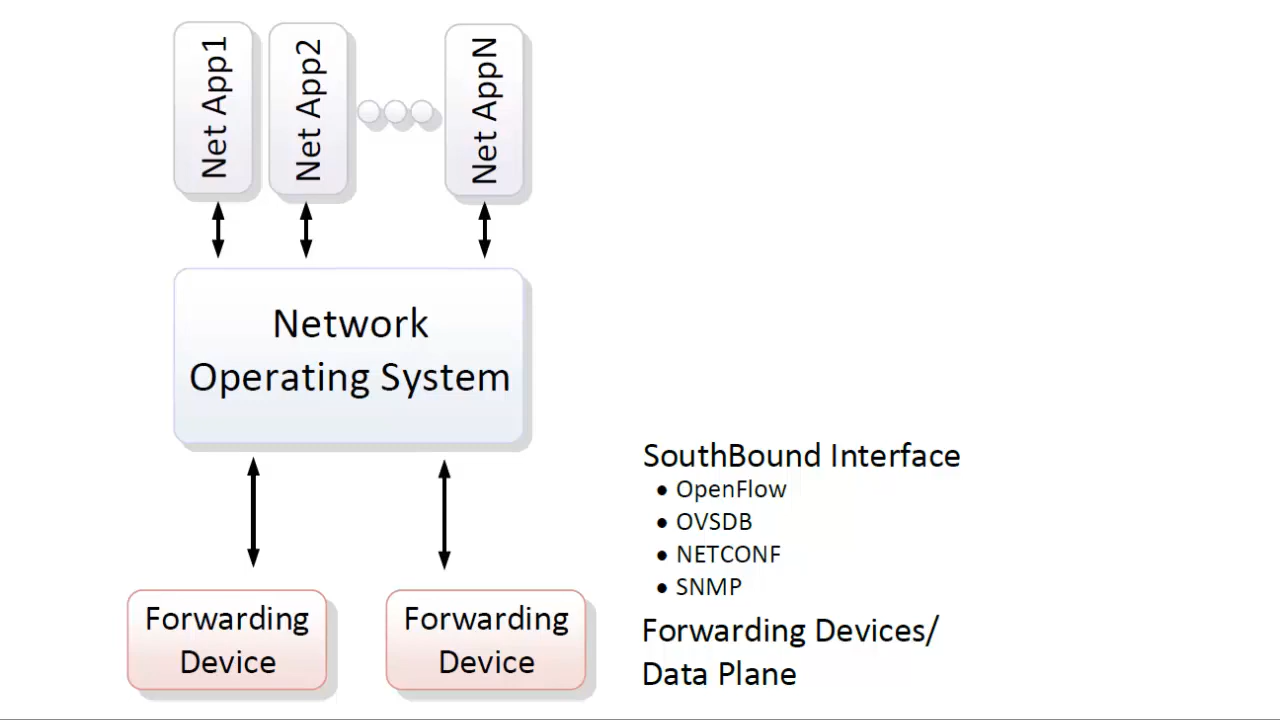 Net App1
Net App2
Net AppN
Network
Operating System
SouthBound Interface
● OpenFlow
● OVSDB
● NETCONF
● SNMP
Forwarding
Device
Forwarding
Device
Forwarding Devices/
Data Plane